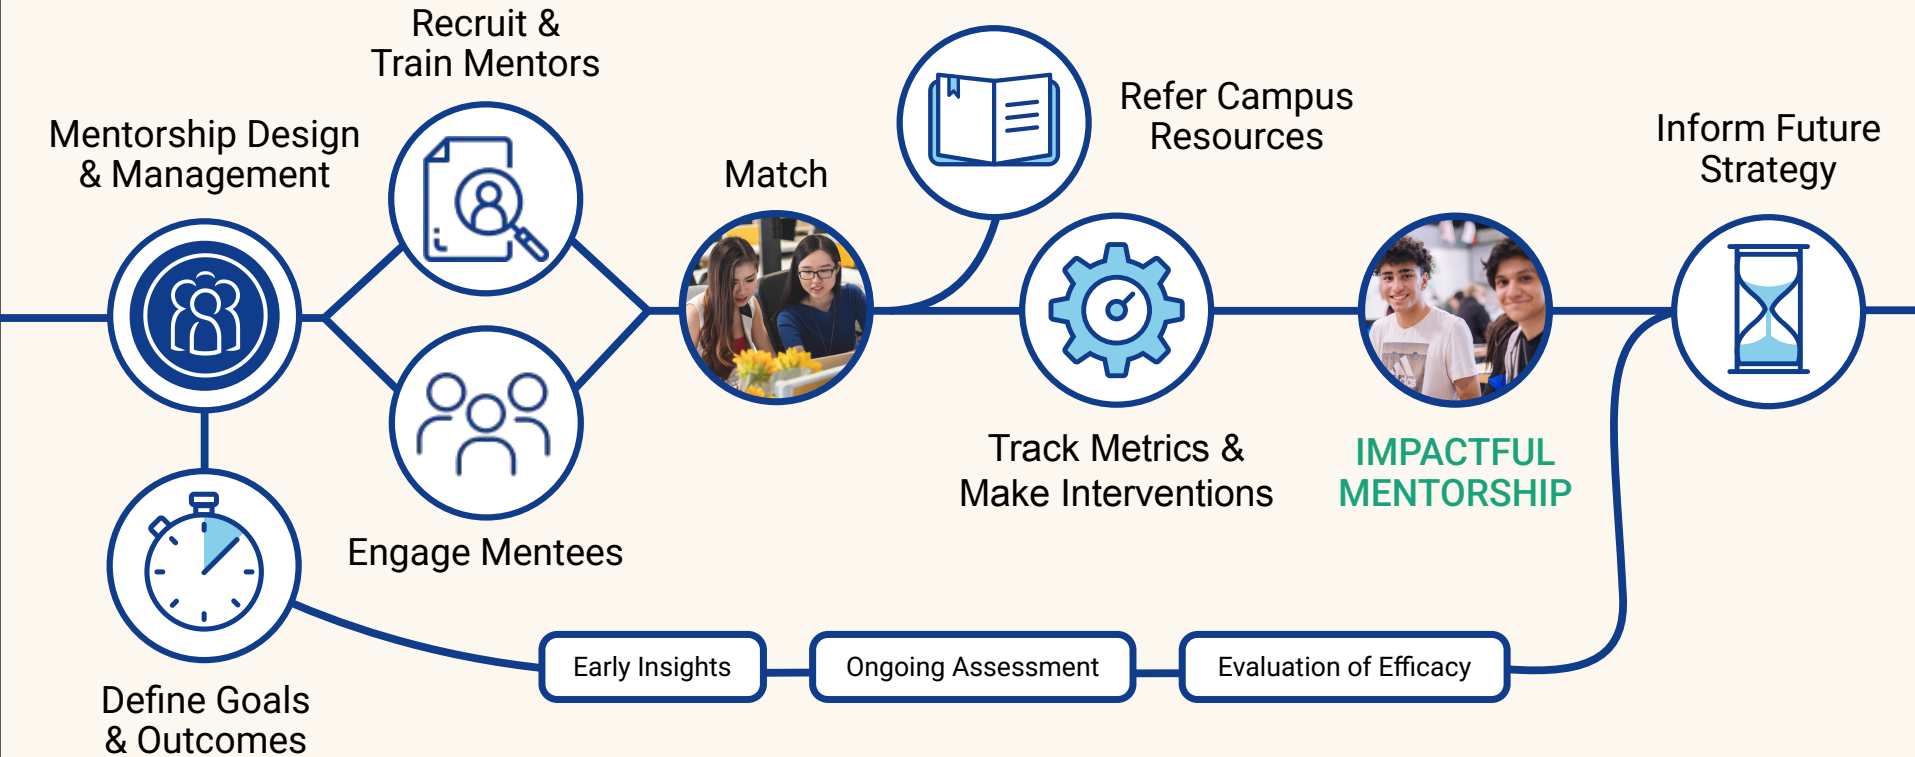 Recruit &
Train Mentors
Mentorship Design
& Management
Match
Refer Campus
Resources
Inform Future
Strategy
Track Metrics &
Make Interventions
IMPACTFUL
MENTORSHIP
Engage Mentees
Define Goals
& Outcomes
Early Insights
Ongoing Assessment
Evaluation of Efficacy